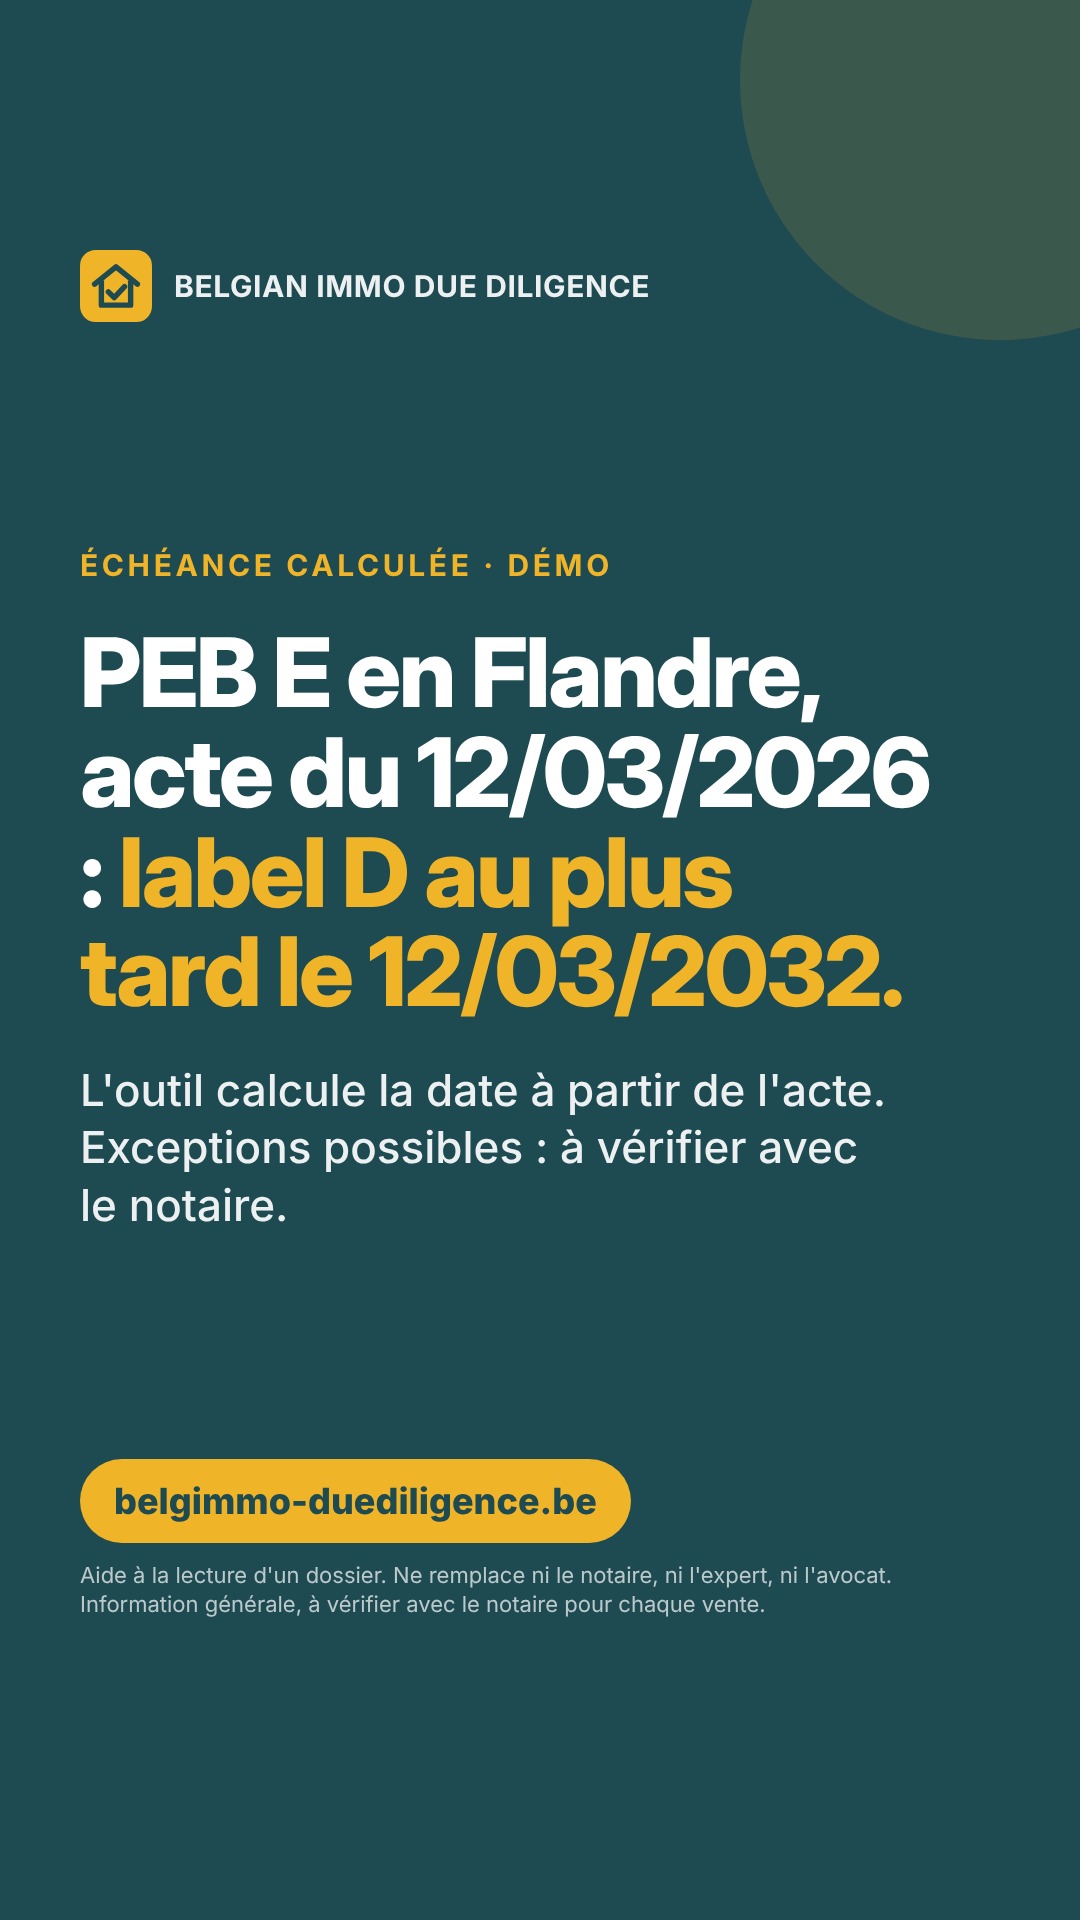 BELGIAN IMMO DUE DILIGENCE
ÉCHÉANCE CALCULÉE · DÉMO
PEB E en Flandre,
acte du 12/03/2026
: label D au plus
tard le 12/03/2032.
L'outil calcule la date à partir de l'acte.
Exceptions possibles : à vérifier avec
le notaire.
belgimmo-duediligence.be
Aide à la lecture d'un dossier. Ne remplace ni le notaire, ni l'expert, ni l'avocat.
Information générale, à vérifier avec le notaire pour chaque vente.